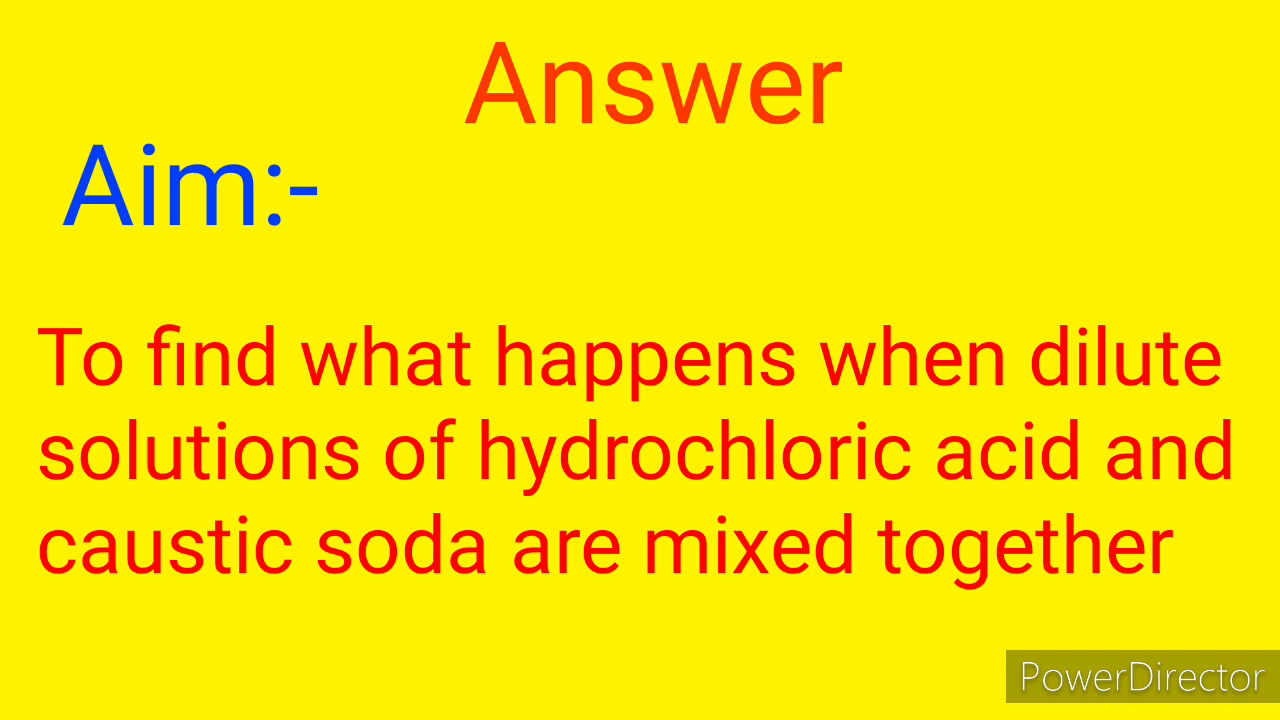 Answer
Aim:-
To find what happens when dilute
solutions of hydrochloric acid and
caustic soda are mixed together
PowerDirector